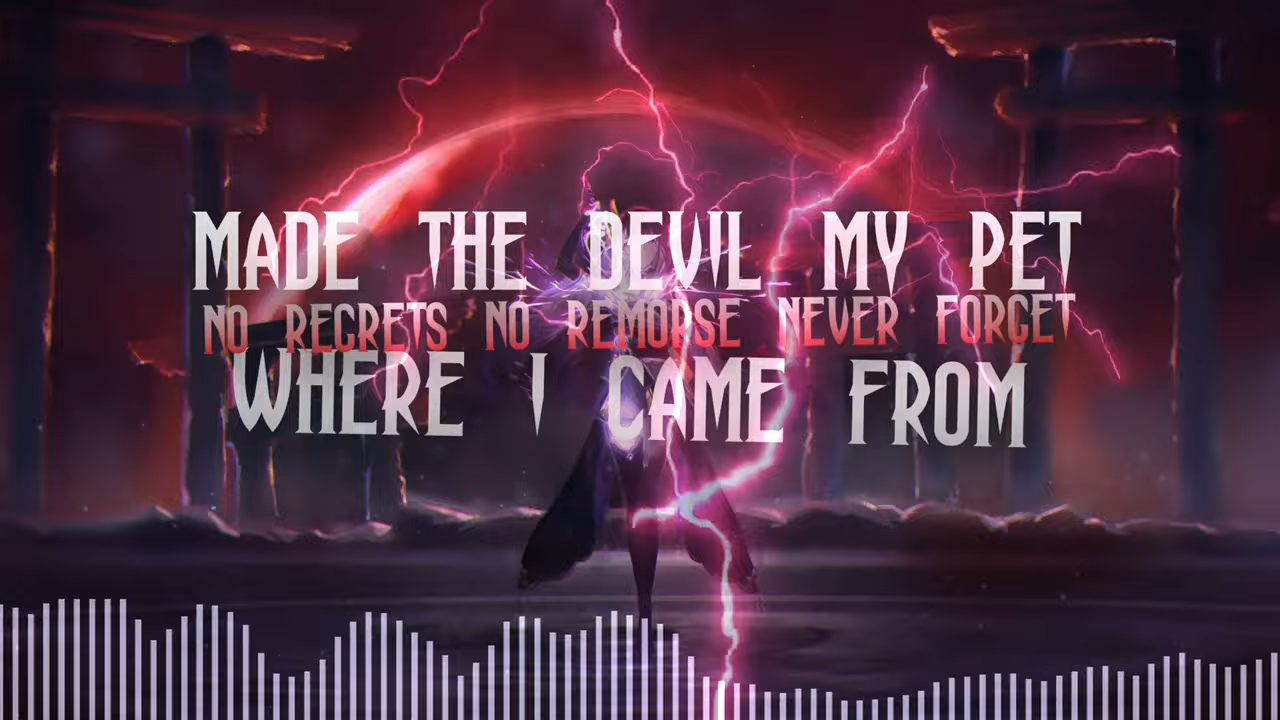 MADE THE DEVIL MY PET
NO REGRETS NO REMORSE NEVER FORGET
WHERE I CAME FROM